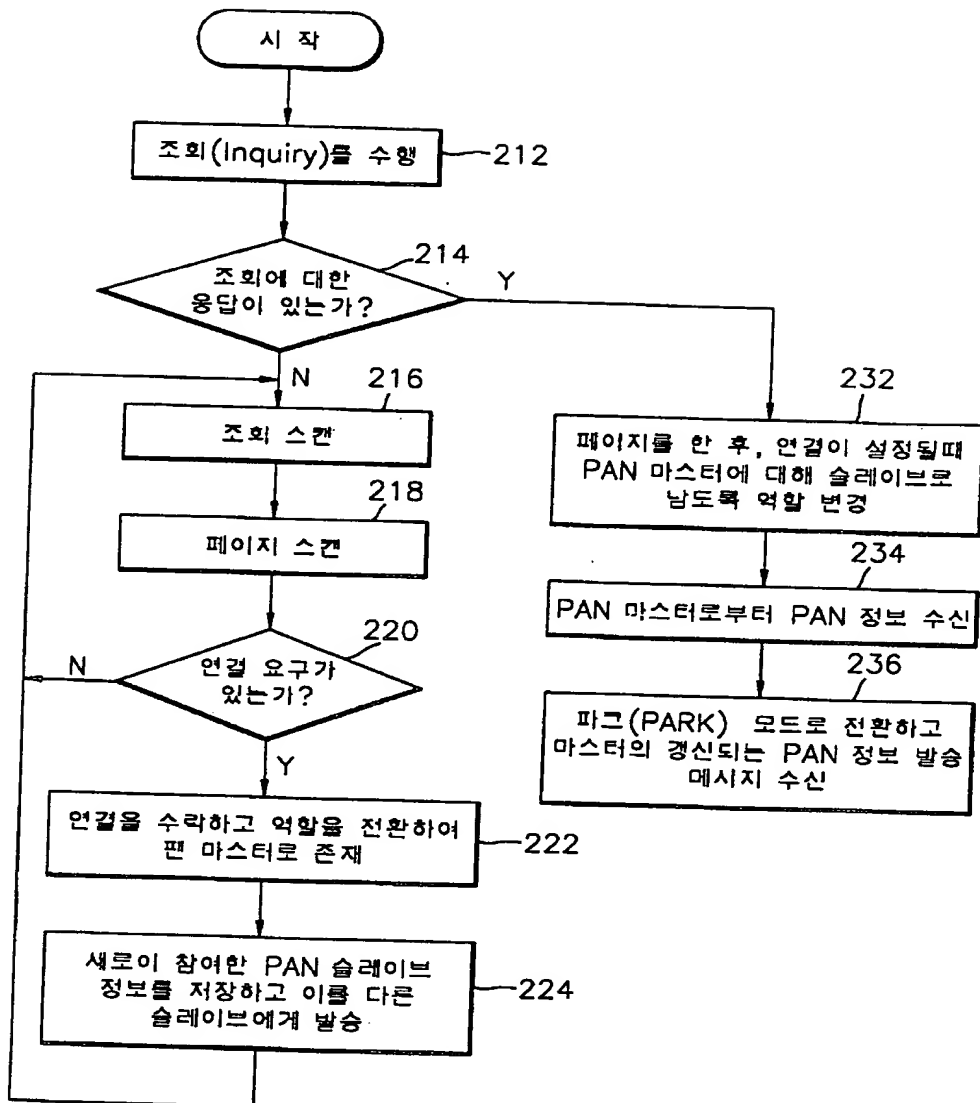 시 작
조회(Inquiry)를 수행
212
214
조회에 대한
응답이 있는가?
Y
N
216
조회 스캔
218
페이지 스캔
220
N
연결 요구가
있는가?
Y
연결을 수락하고 역할을 전환하여
팬 마스터로 존재
222
새로이 참여한 PAN 슬레이브
정보를 저장하고 이를 다른
슬레이브에게 발송
224
232
페이지를 한 후, 연결이 설정될때
PAN 마스터에 대해 슬레이브로
남도록 역할 변경
234
PAN 마스터로부터 PAN 정보 수신
236
파크(PARK) 모드로 전환하고
마스터의 갱신되는 PAN 정보 발송
메시지 수신